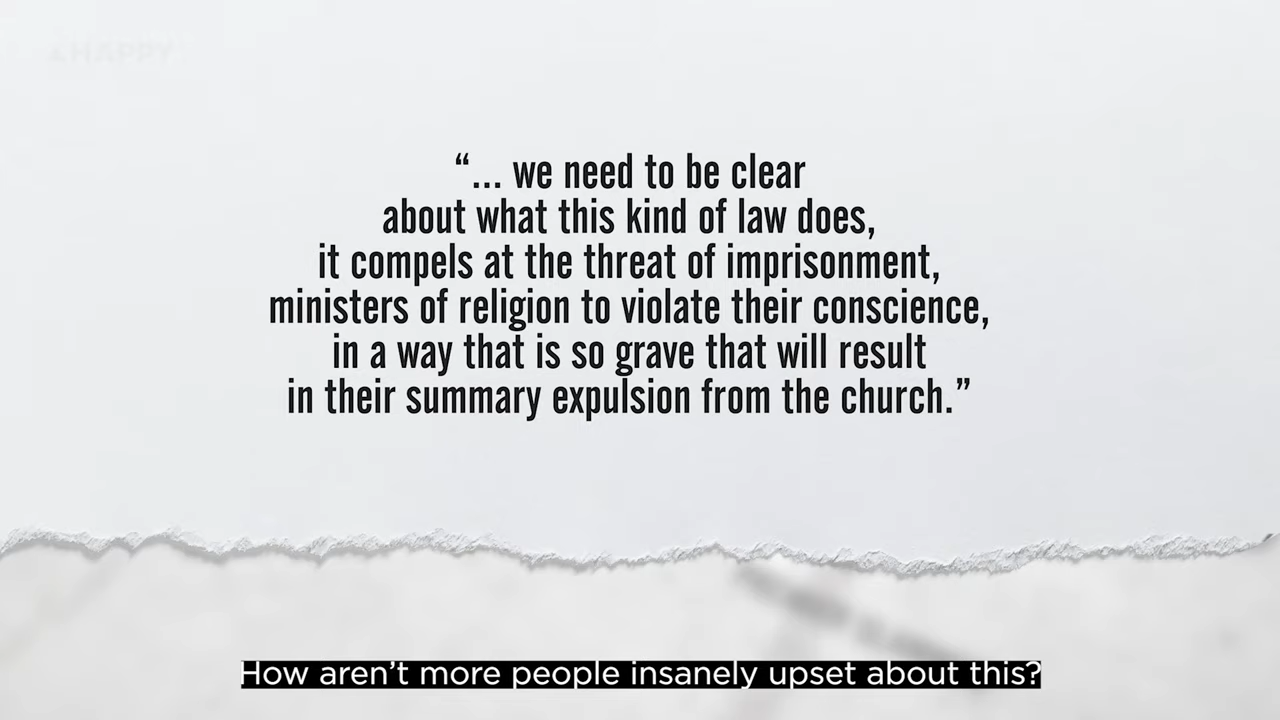 “... we need to be clear
about what this kind of law does,
it compels at the threat of imprisonment,
ministers of religion to violate their conscience,
in a way that is so grave that will result
in their summary expulsion from the church.”
How aren’t more people insanely upset about this?